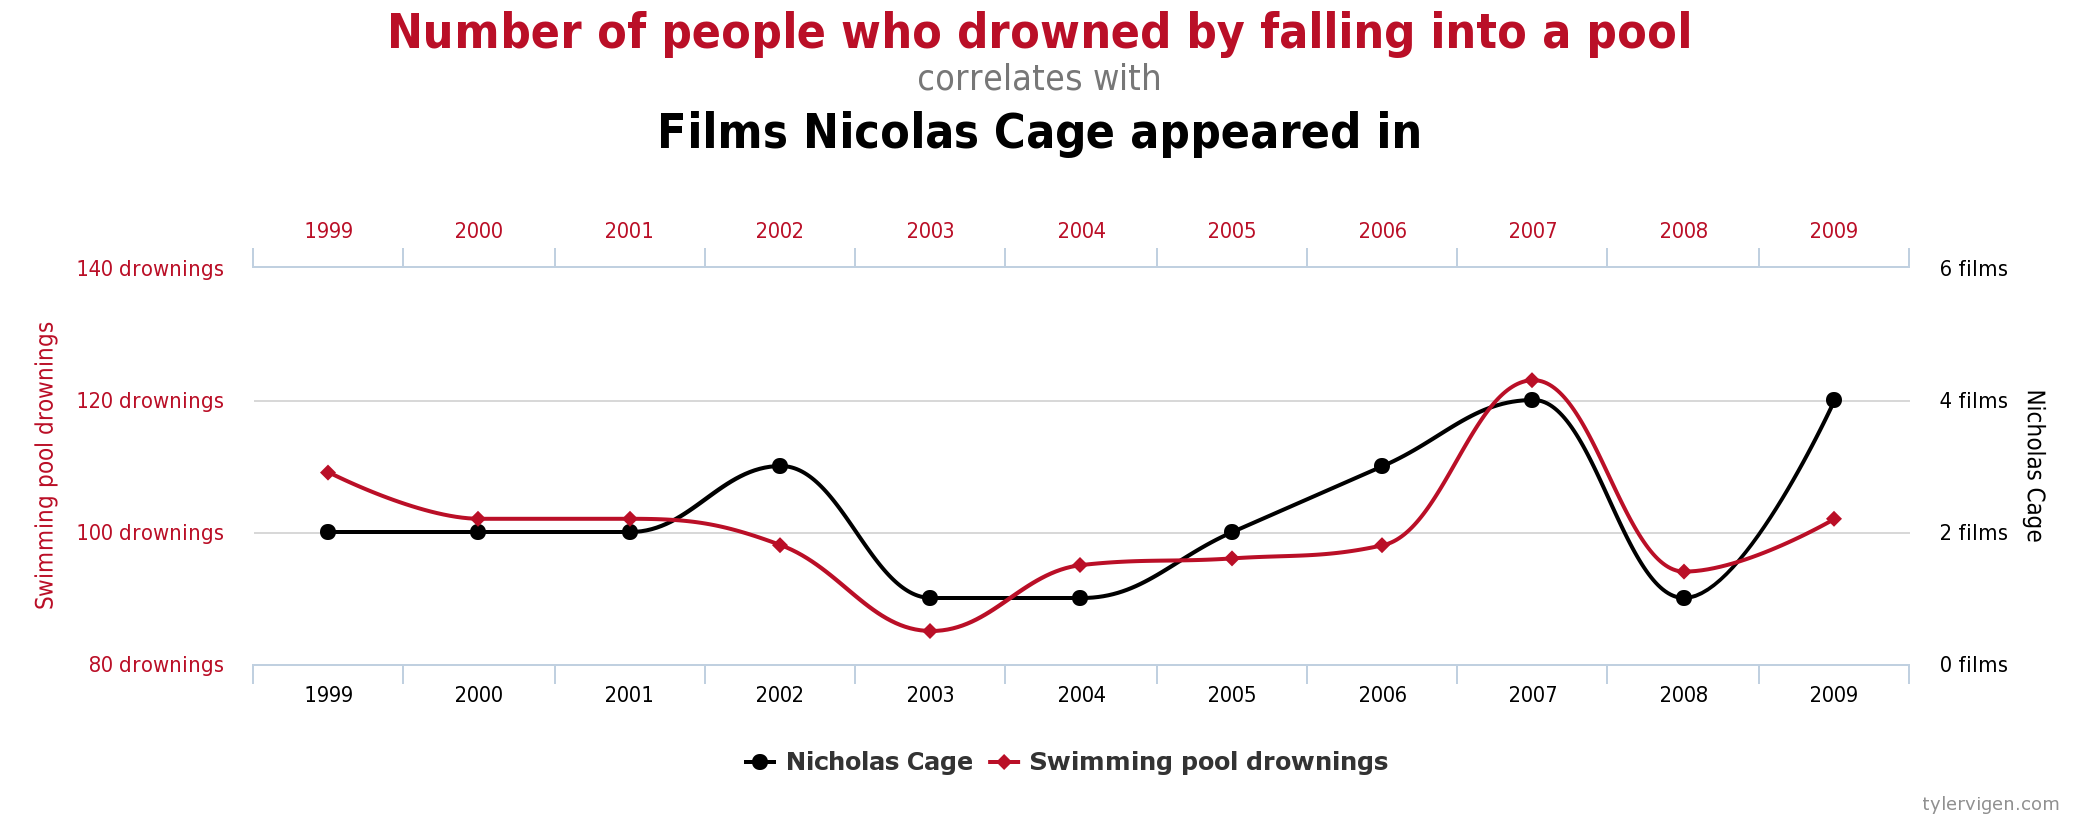 Number of people who drowned by falling into a pool
correlates with
Films Nicolas Cage appeared in
1999 2000 2001 2002 2003 2004 2005 2006 2007 2008 2009
140 drownings 6 films
120 drownings 4 films
100 drownings 2 films
80 drownings 0 films
Swimming pool drownings
Nicholas Cage
1999 2000 2001 2002 2003 2004 2005 2006 2007 2008 2009
Nicholas Cage Swimming pool drownings
tylervigen.com